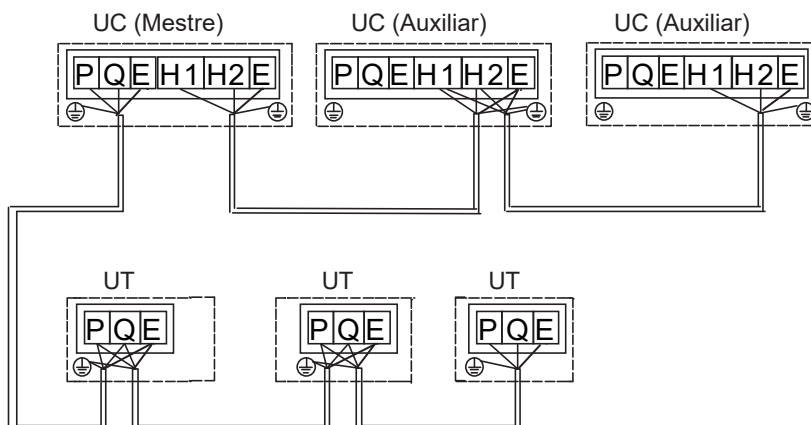 UC (Mestre) UC (Auxiliar) UC (Auxiliar)
P Q E H1 H2 E P Q E H1 H2 E P Q E H1 H2 E
UT UT UT
P Q E P Q E P Q E